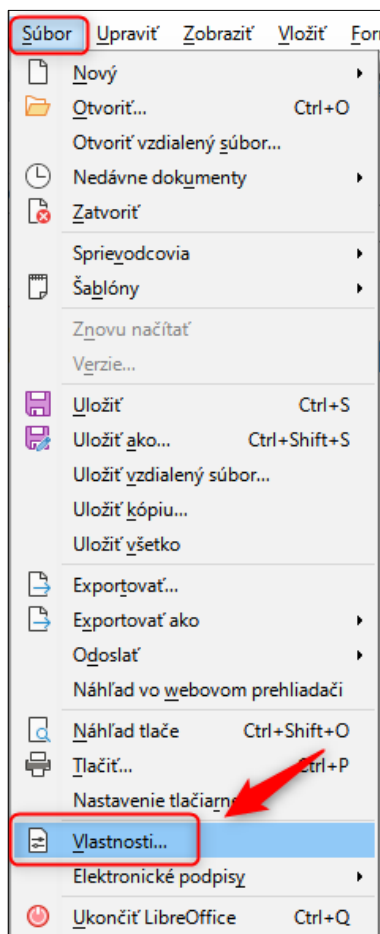 Súbor Upraviť Zobraziť Vložiť
Nový
Otvoriť... Ctrl+O
Otvoriť vzdialený súbor...
Nedávne dokumenty
Zatvoriť
Sprievodcovia
Šablóny
Znovu načítať
Verzie...
Uložiť Ctrl+S
Uložiť ako... Ctrl+Shift+S
Uložiť vzdialený súbor...
Uložiť kópiu...
Uložiť všetko
Exportovať...
Exportovať ako
Odoslať
Náhľad vo webovom prehliadači
Náhľad tlače Ctrl+Shift+O
Tlačiť... Ctrl+P
Nastavenie
Vlastnosti...
Elektronické podpisy
Ukončiť LibreOffice Ctrl+Q